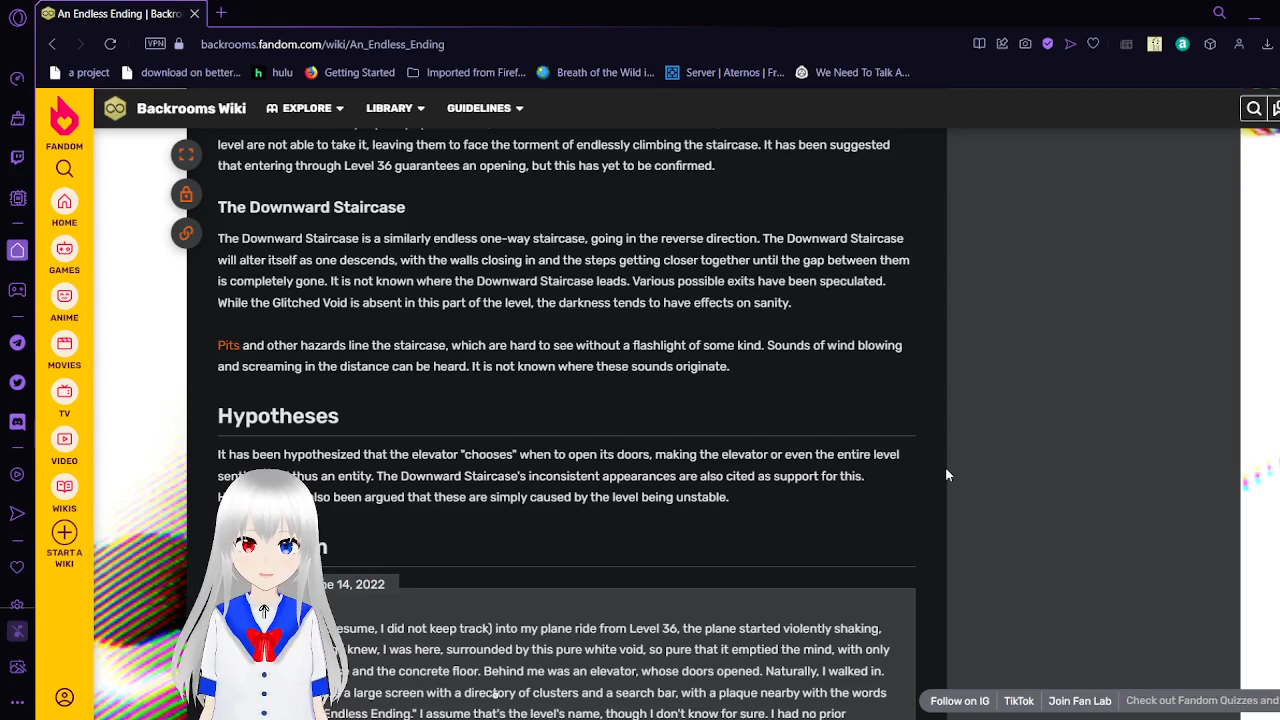 An Endless Ending | Backro
backrooms.fandom.com/wiki/An_Endless_Ending
VPN
a project
download on better...
hulu
Getting Started
Imported from Firef...
Breath of the Wild i...
Server | Aternos | Fr...
We Need To Talk A...
Backrooms Wiki
EXPLORE
LIBRARY
GUIDELINES
FANDOM
HOME
GAMES
ANIME
MOVIES
TV
VIDEO
WIKIS
START A
WIKI
level are not able to take it, leaving them to face the torment of endlessly climbing the staircase. It has been suggested
that entering through Level 36 guarantees an opening, but this has yet to be confirmed.
The Downward Staircase
The Downward Staircase is a similarly endless one-way staircase, going in the reverse direction. The Downward Staircase
will alter itself as one descends, with the walls closing in and the steps getting closer together until the gap between them
is completely gone. It is not known where the Downward Staircase leads. Various possible exits have been speculated.
While the Glitched Void is absent in this part of the level, the darkness tends to have effects on sanity.
Pits and other hazards line the staircase, which are hard to see without a flashlight of some kind. Sounds of wind blowing
and screaming in the distance can be heard. It is not known where these sounds originate.
Hypotheses
It has been hypothesized that the elevator "chooses" when to open its doors, making the elevator or even the entire level
thus an entity. The Downward Staircase's inconsistent appearances are also cited as support for this.
also been argued that these are simply caused by the level being unstable.
ne 14, 2022
esume, I did not keep track) into my plane ride from Level 36, the plane started violently shaking,
knew, I was here, surrounded by this pure white void, so pure that it emptied the mind, with only
and the concrete floor. Behind me was an elevator, whose doors opened. Naturally, I walked in.
a large screen with a directory of clusters and a search bar, with a plaque nearby with the words
Endless Ending." I assume that's the level's name, though I don't know for sure. I had no prior
Follow on IG
TikTok
Join Fan Lab
Check out Fandom Quizzes and